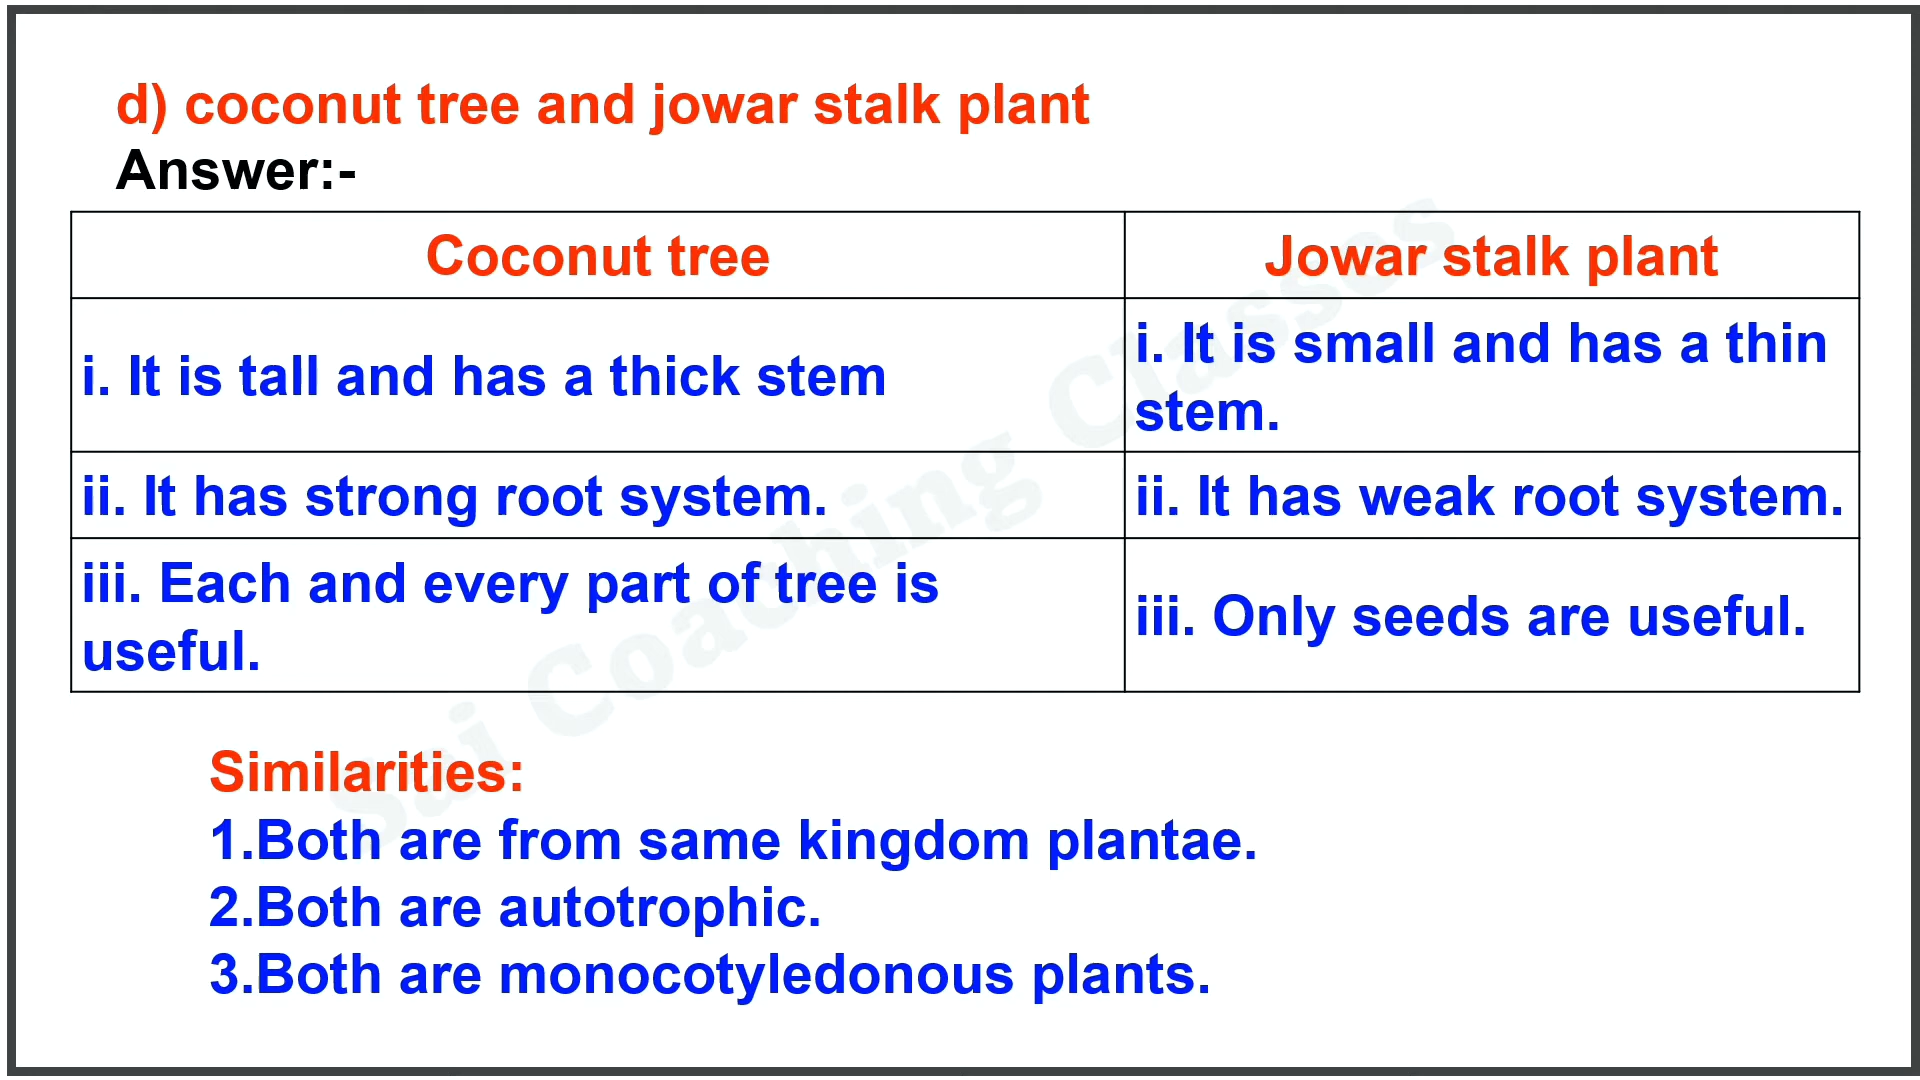 d) coconut tree and jowar stalk plant
Answer:-
Coconut tree
Jowar stalk plant
i. It is tall and has a thick stem
i. It is small and has a thin
stem.
ii. It has strong root system.
ii. It has weak root system.
iii. Each and every part of tree is
useful.
iii. Only seeds are useful.
Similarities:
1.Both are from same kingdom plantae.
2.Both are autotrophic.
3.Both are monocotyledonous plants.
Sai Coaching Classes